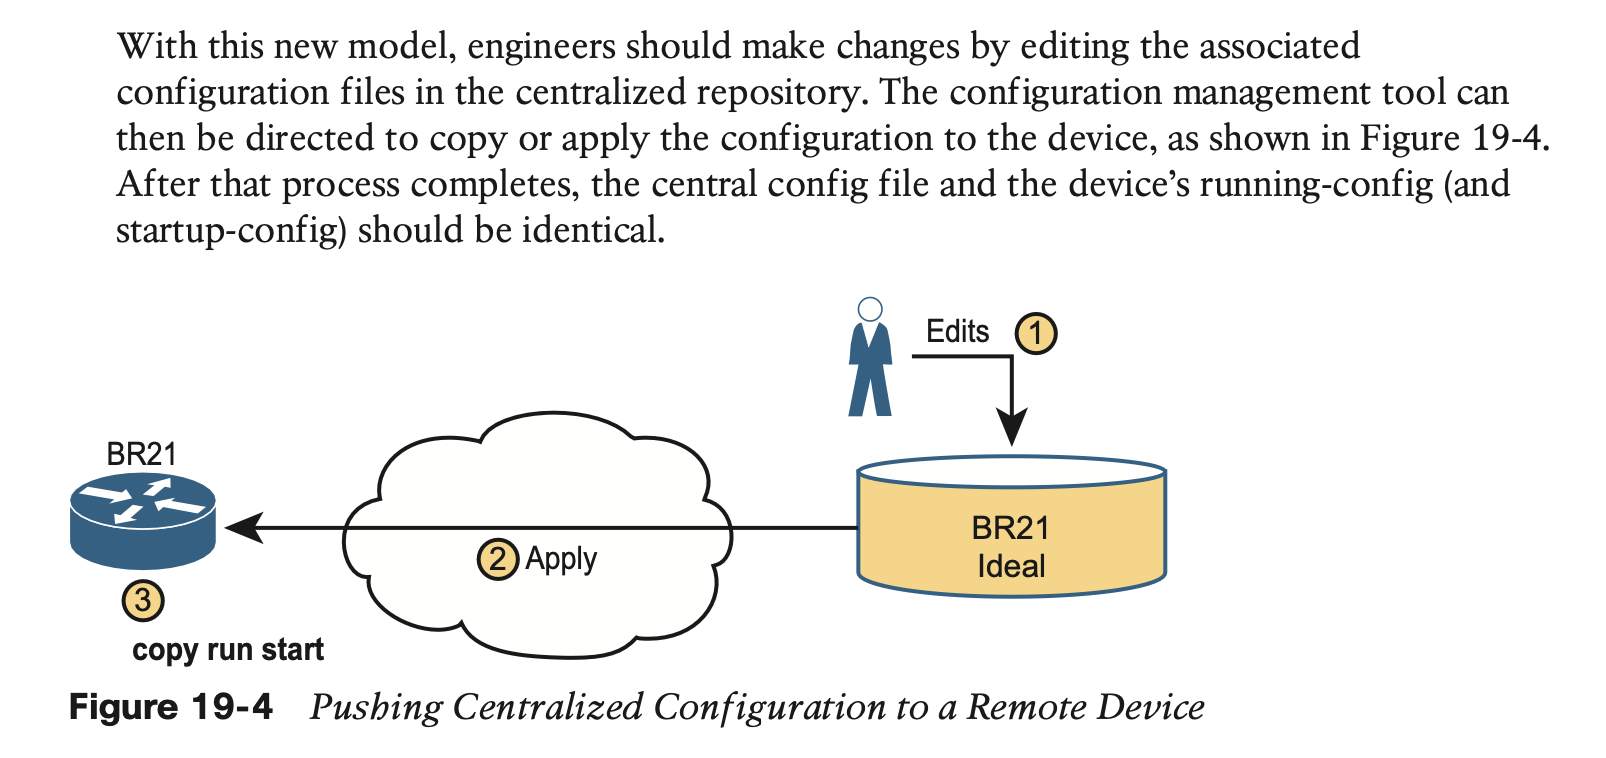 With this new model, engineers should make changes by editing the associated
configuration files in the centralized repository. The configuration management tool can
then be directed to copy or apply the configuration to the device, as shown in Figure 19-4.
After that process completes, the central config file and the device’s running-config (and
startup-config) should be identical.
Edits 1
BR21
BR21
Ideal
2 Apply
3
copy run start
Figure 19-4 Pushing Centralized Configuration to a Remote Device